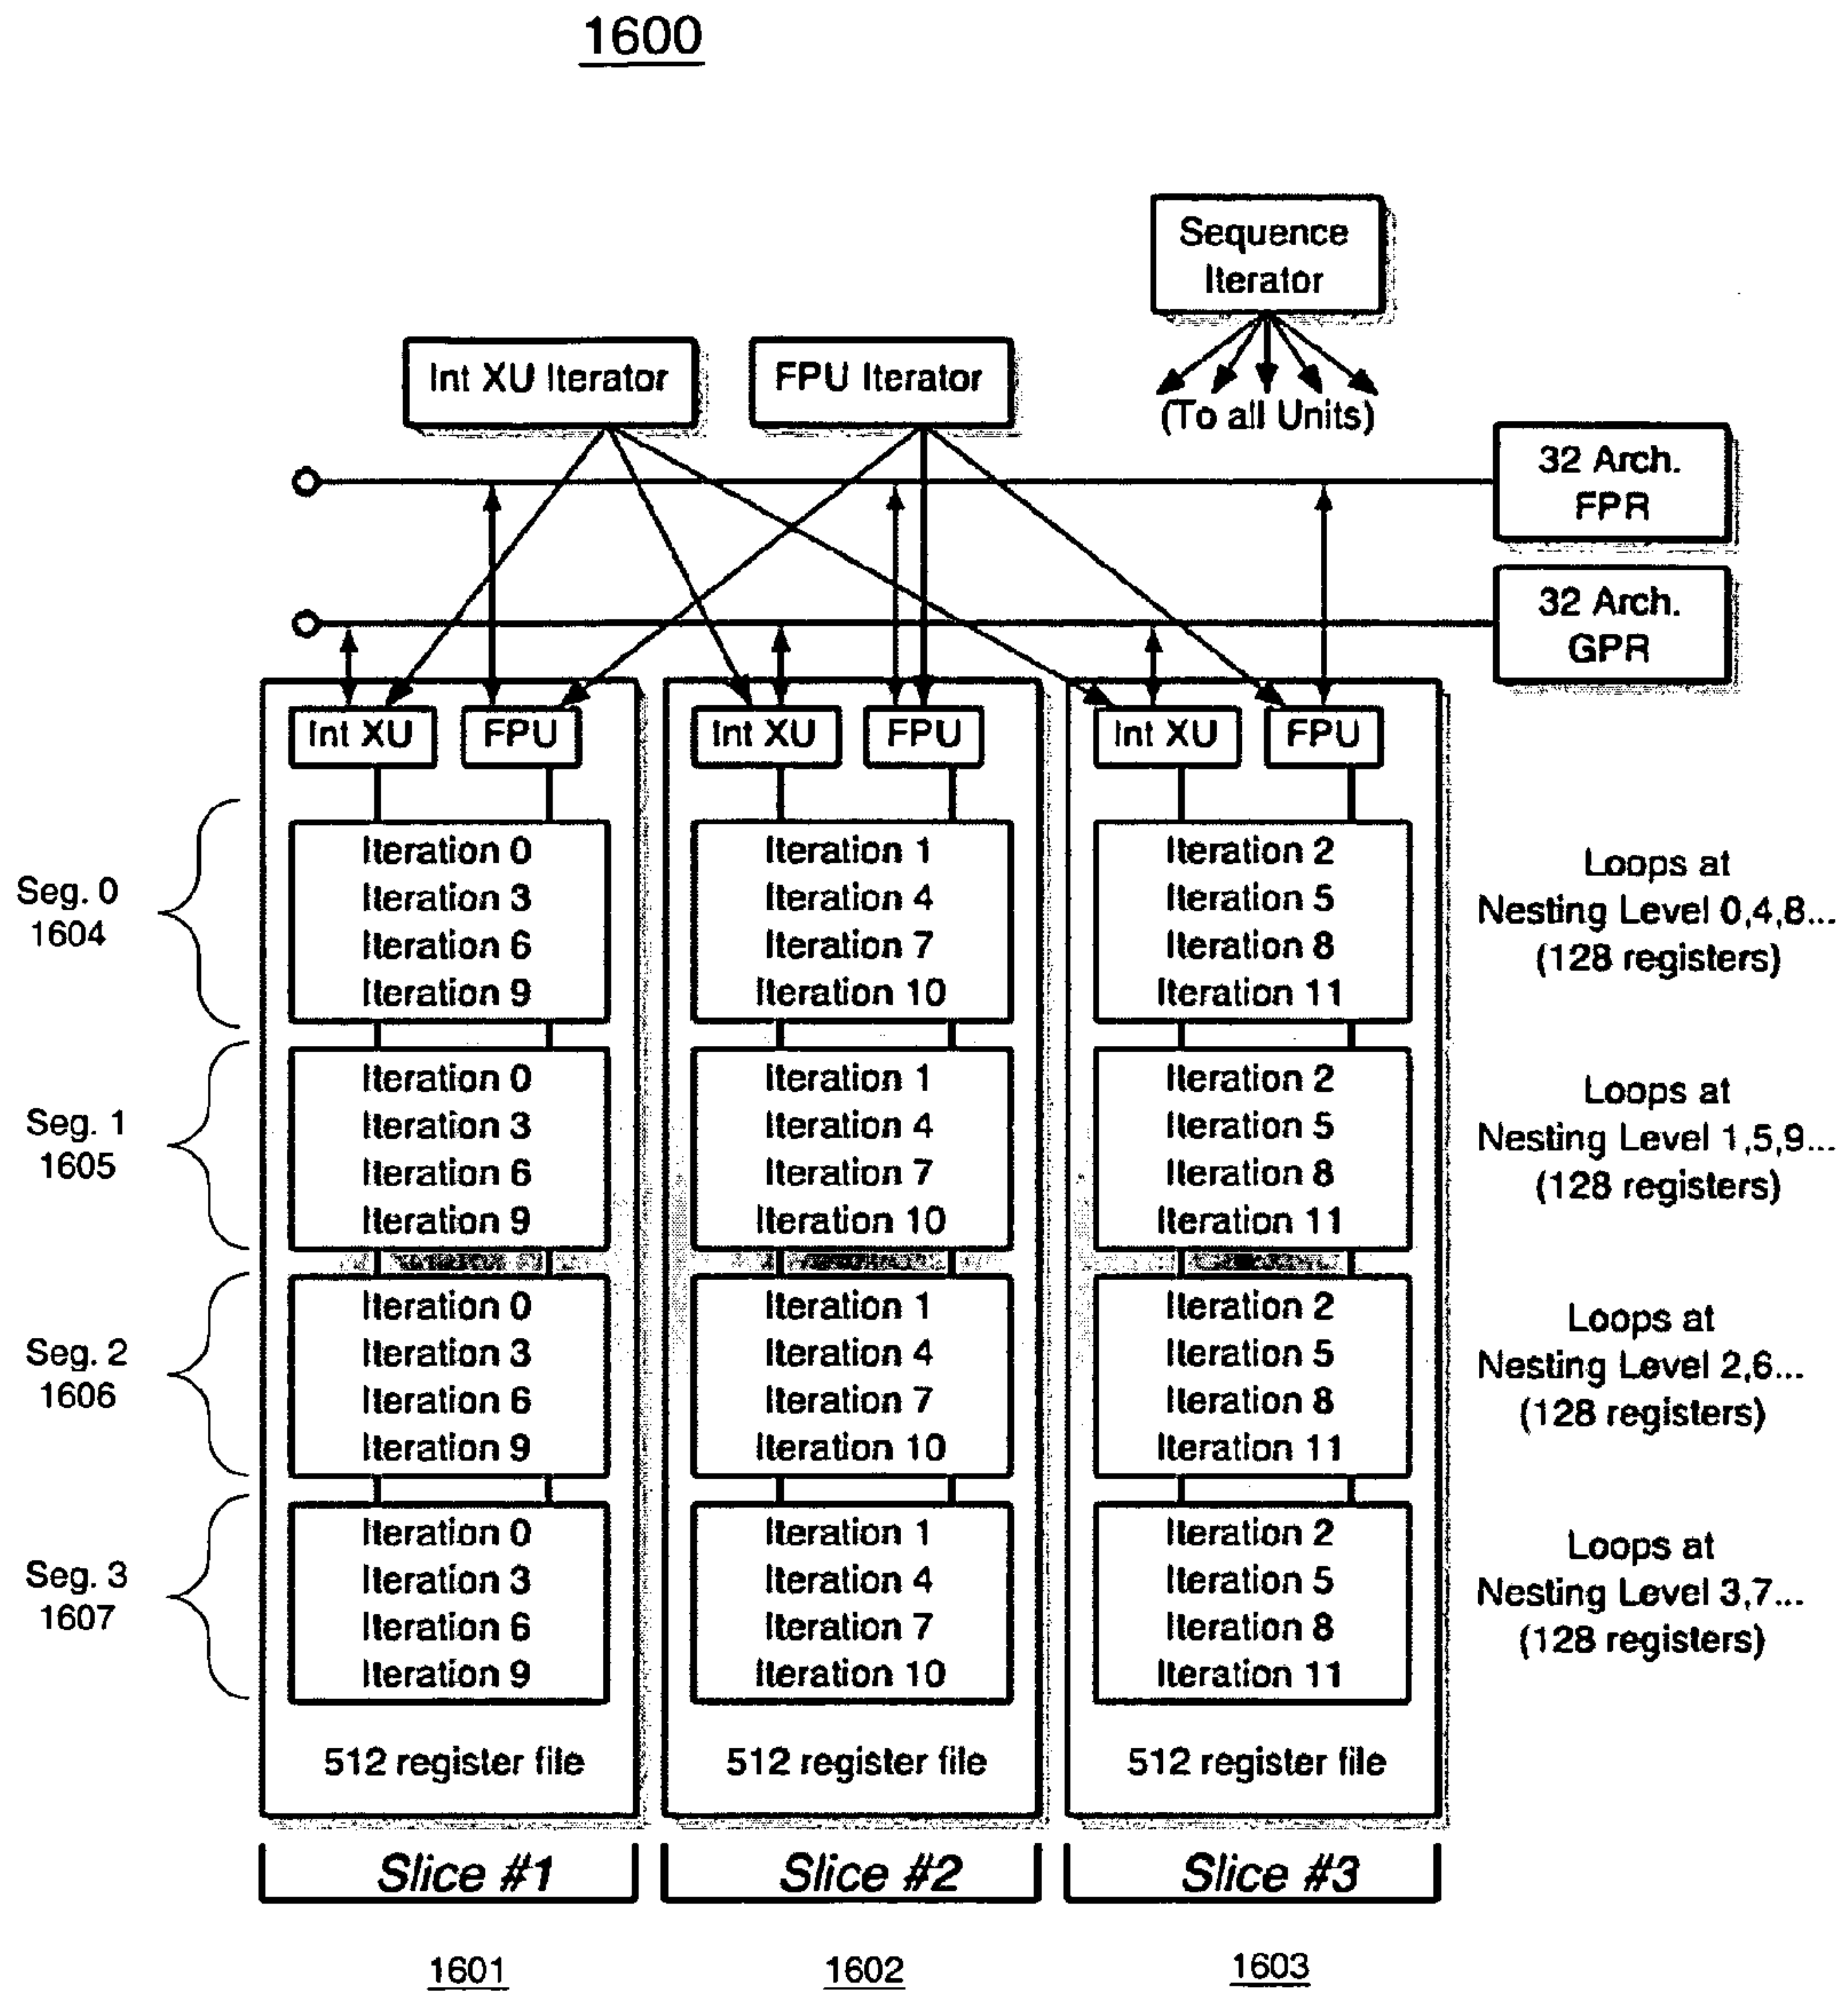 1600
Sequence
Iterator
Int XU Iterator
FPU Iterator
(To all Units)
32 Arch.
FPR
32 Arch.
GPR
Int XU
FPU
Int XU
FPU
Int XU
FPU
Seg. 0
1604
Iteration 0
Iteration 3
Iteration 6
Iteration 9
Iteration 1
Iteration 4
Iteration 7
Iteration 10
Iteration 2
Iteration 5
Iteration 8
Iteration 11
Loops at
Nesting Level 0,4,8...
(128 registers)
Seg. 1
1605
Iteration 0
Iteration 3
Iteration 6
Iteration 9
Iteration 1
Iteration 4
Iteration 7
Iteration 10
Iteration 2
Iteration 5
Iteration 8
Iteration 11
Loops at
Nesting Level 1,5,9...
(128 registers)
Seg. 2
1606
Iteration 0
Iteration 3
Iteration 6
Iteration 9
Iteration 1
Iteration 4
Iteration 7
Iteration 10
Iteration 2
Iteration 5
Iteration 8
Iteration 11
Loops at
Nesting Level 2,6...
(128 registers)
Seg. 3
1607
Iteration 0
Iteration 3
Iteration 6
Iteration 9
Iteration 1
Iteration 4
Iteration 7
Iteration 10
Iteration 2
Iteration 5
Iteration 8
Iteration 11
Loops at
Nesting Level 3,7...
(128 registers)
512 register file
512 register file
512 register file
Slice #1
Slice #2
Slice #3
1601
1602
1603